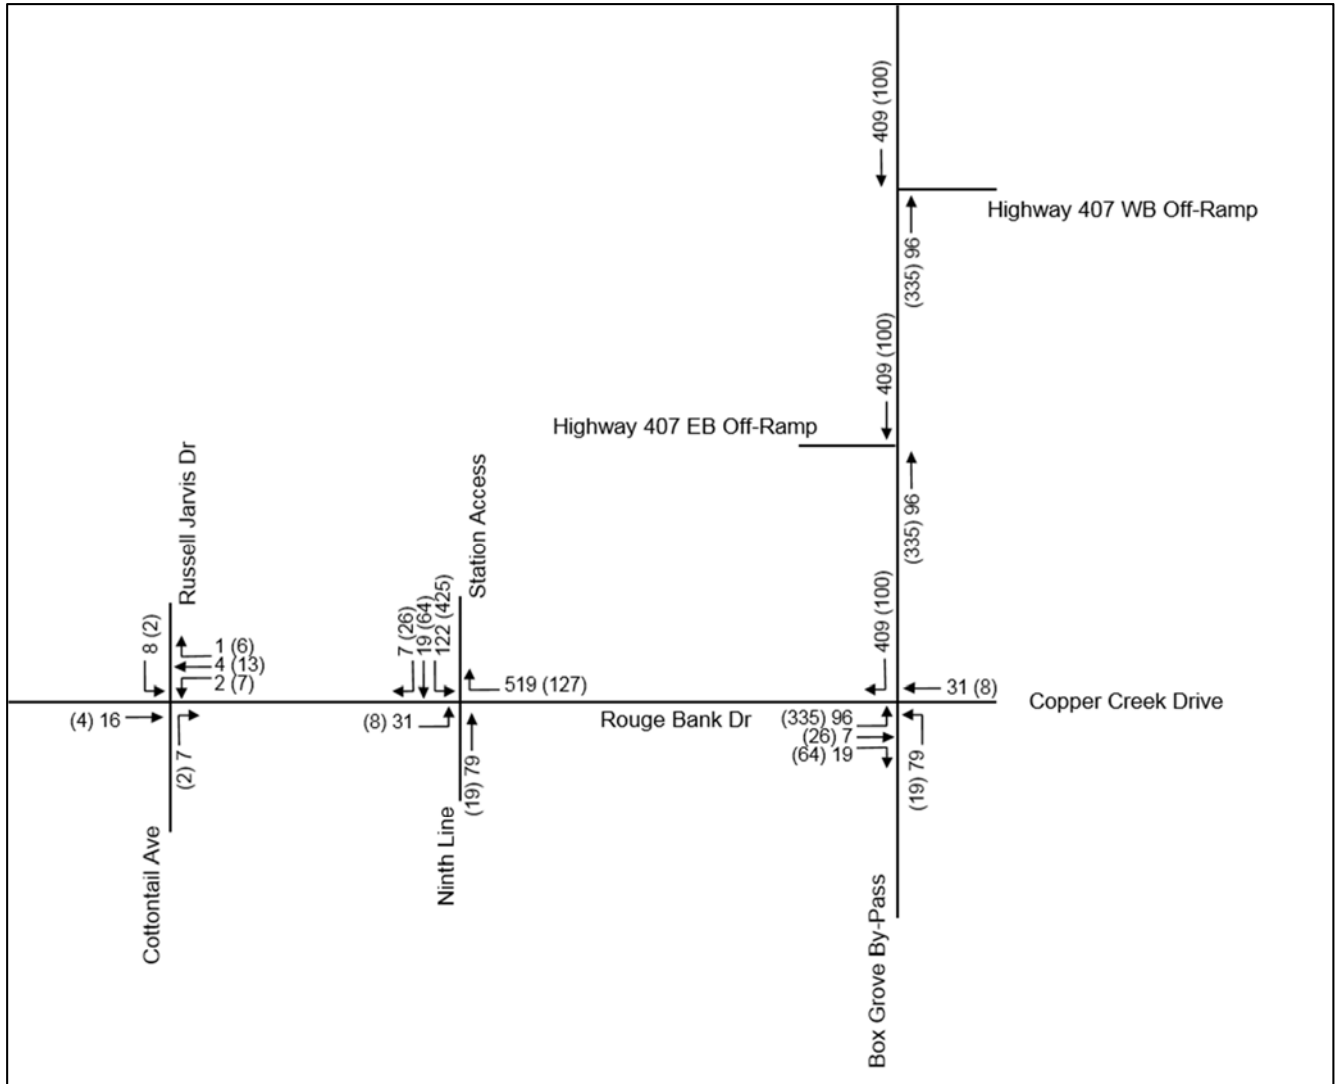 409 (100)
Highway 407 WB Off-Ramp
(335) 96
409 (100)
Highway 407 EB Off-Ramp
(335) 96
Russell Jarvis Dr
Station Access
8 (2)
1 (6)
4 (13)
2 (7)
7 (26)
19 (64)
122 (425)
519 (127)
409 (100)
31 (8)
Copper Creek Drive
(4) 16
(2) 7
(8) 31
(19) 79
Rouge Bank Dr
(335) 96
(26) 7
(64) 19
(19) 79
Cottontail Ave
Ninth Line
Box Grove By-Pass